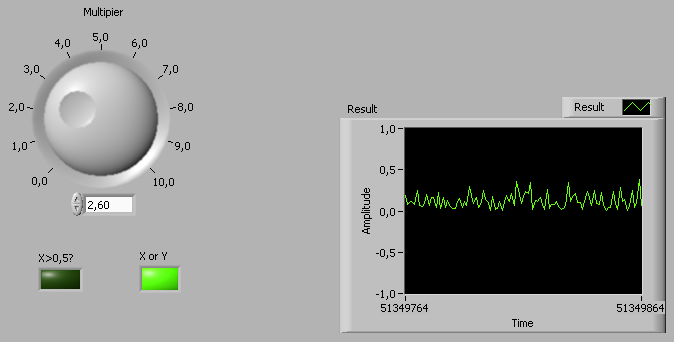 Multipier
0,0
1,0
2,0
3,0
4,0
5,0
6,0
7,0
8,0
9,0
10,0
2,60
X>0,5?
X or Y
Result
Result
Amplitude
1,0
0,5
0,0
-0,5
-1,0
51349764
51349864
Time